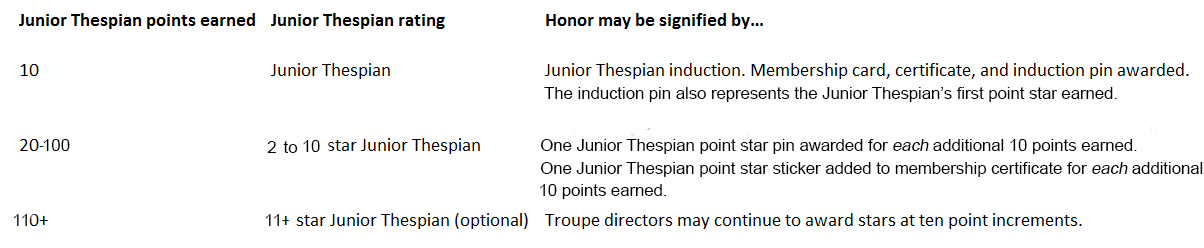 Junior Thespian points earned Junior Thespian rating Honor may be signified by...
10 Junior Thespian Junior Thespian induction. Membership card, certificate, and induction pin awarded.
The induction pin also represents the Junior Thespian's first point star earned.
20-100 2 to 10 star Junior Thespian One Junior Thespian point star pin awarded for each additional 10 points earned.
One Junior Thespian point star sticker added to membership certificate for each additional
10 points earned.
110+ 11+ star Junior Thespian (optional) Troupe directors may continue to award stars at ten point increments.